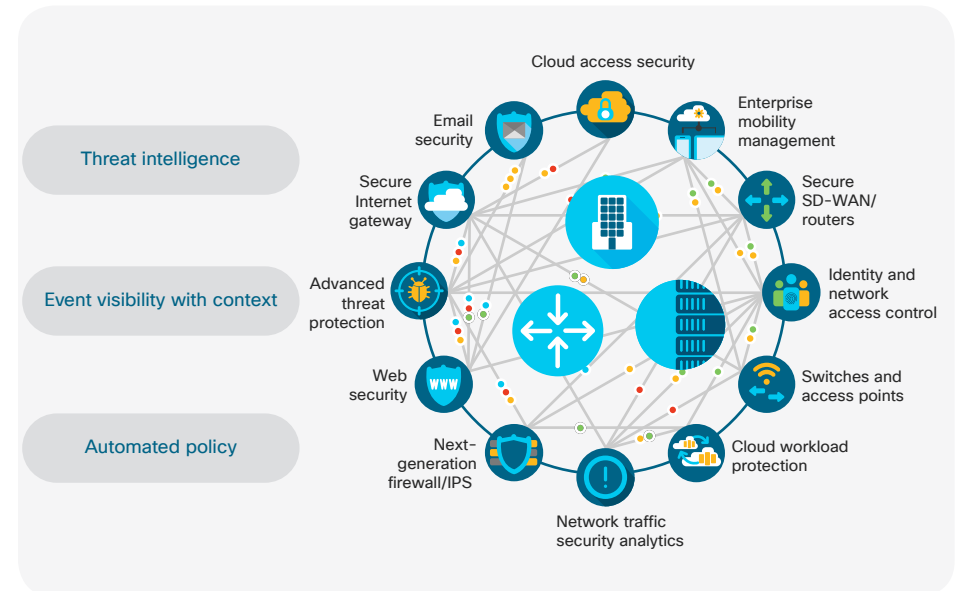 Threat intelligence
Event visibility with context
Automated policy
Cloud access security
Enterprise
mobility
management
Secure
SD-WAN/
routers
Identity and
network
access control
Switches and
access points
Cloud workload
protection
Network traffic
security analytics
Next-
generation
firewall/IPS
Web
security
WWW
Advanced
threat
protection
Secure
Internet
gateway
Email
security